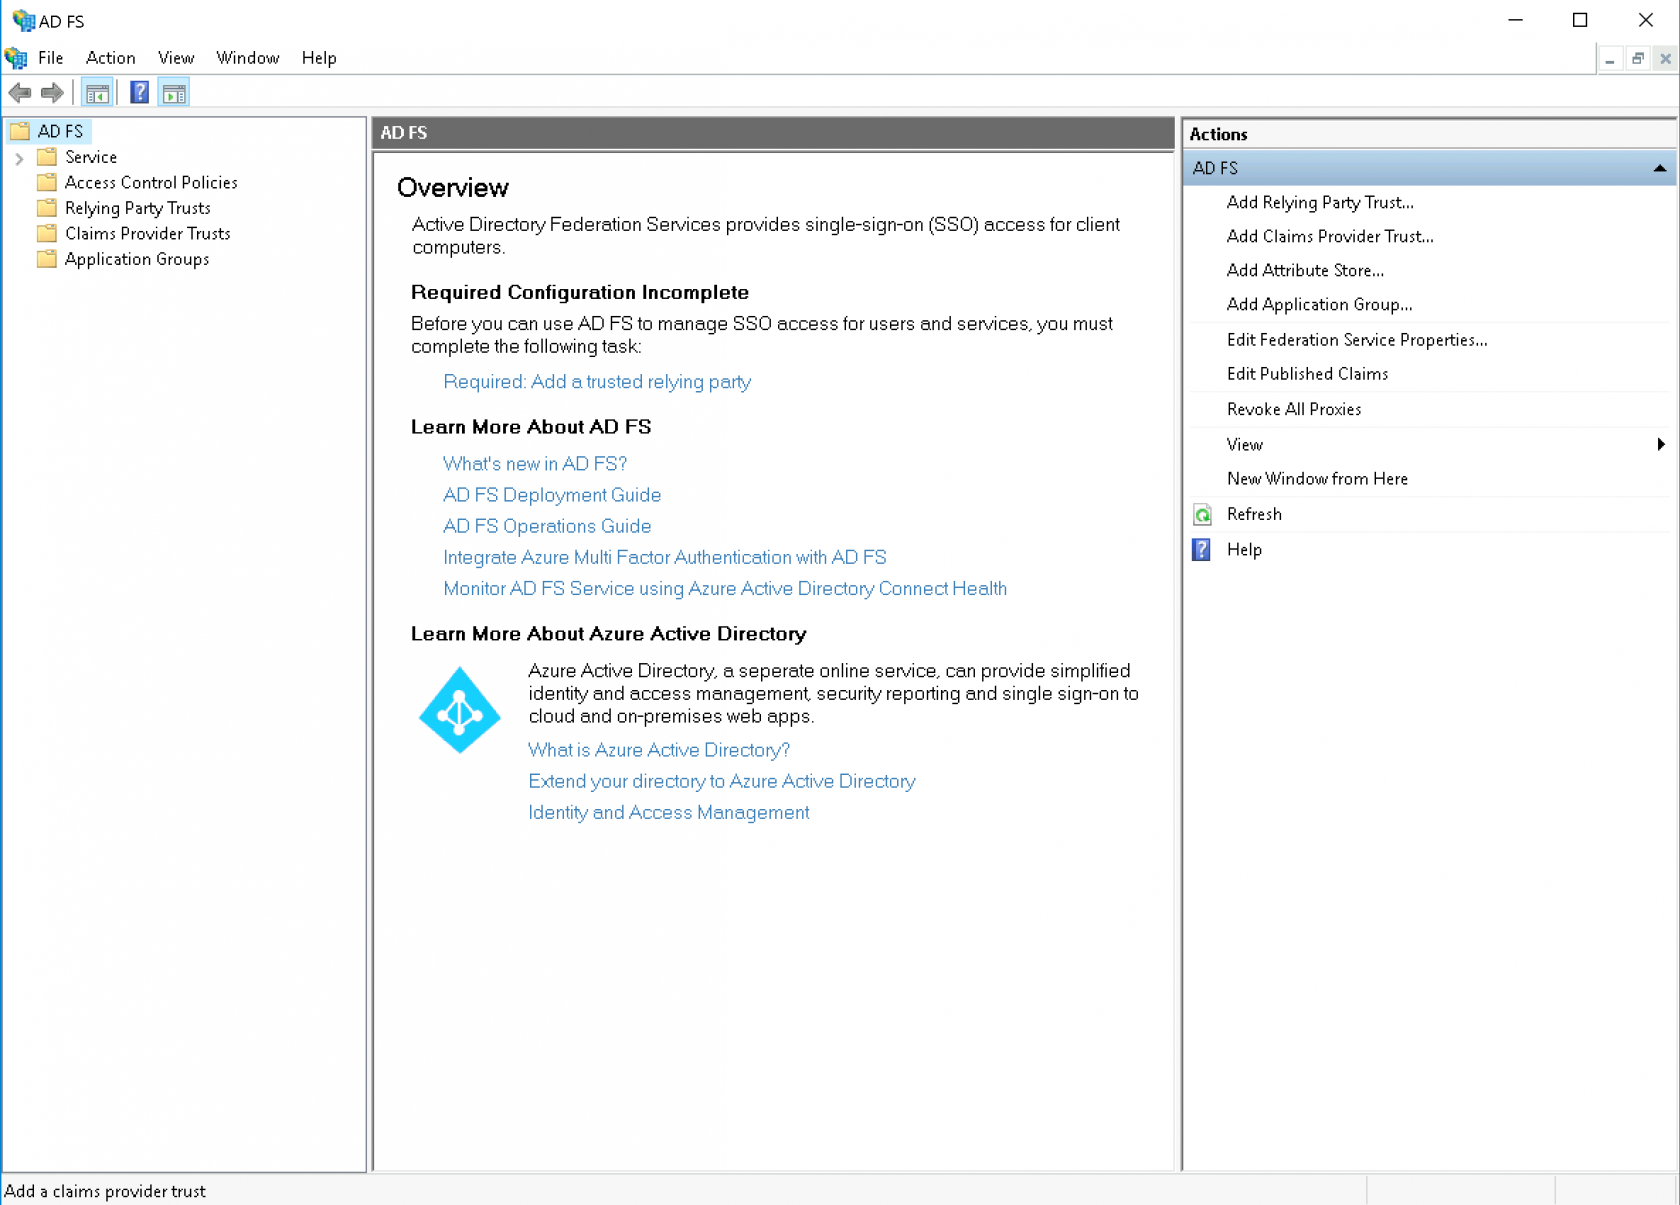 AD FS
File Action View Window Help
AD FS
Service
Access Control Policies
Relying Party Trusts
Claims Provider Trusts
Application Groups
AD FS
Overview
Active Directory Federation Services provides single-sign-on (SSO) access for client
computers.
Required Configuration Incomplete
Before you can use AD FS to manage SSO access for users and services, you must
complete the following task:
Required: Add a trusted relying party
Learn More About AD FS
What's new in AD FS?
AD FS Deployment Guide
AD FS Operations Guide
Integrate Azure Multi Factor Authentication with AD FS
Monitor AD FS Service using Azure Active Directory Connect Health
Learn More About Azure Active Directory
Azure Active Directory, a seperate online service, can provide simplified
identity and access management, security reporting and single sign-on to
cloud and on-premises web apps.
What is Azure Active Directory?
Extend your directory to Azure Active Directory
Identity and Access Management
Actions
AD FS
Add Relying Party Trust...
Add Claims Provider Trust...
Add Attribute Store...
Add Application Group...
Edit Federation Service Properties...
Edit Published Claims
Revoke All Proxies
View
New Window from Here
Refresh
Help
Add a claims provider trust